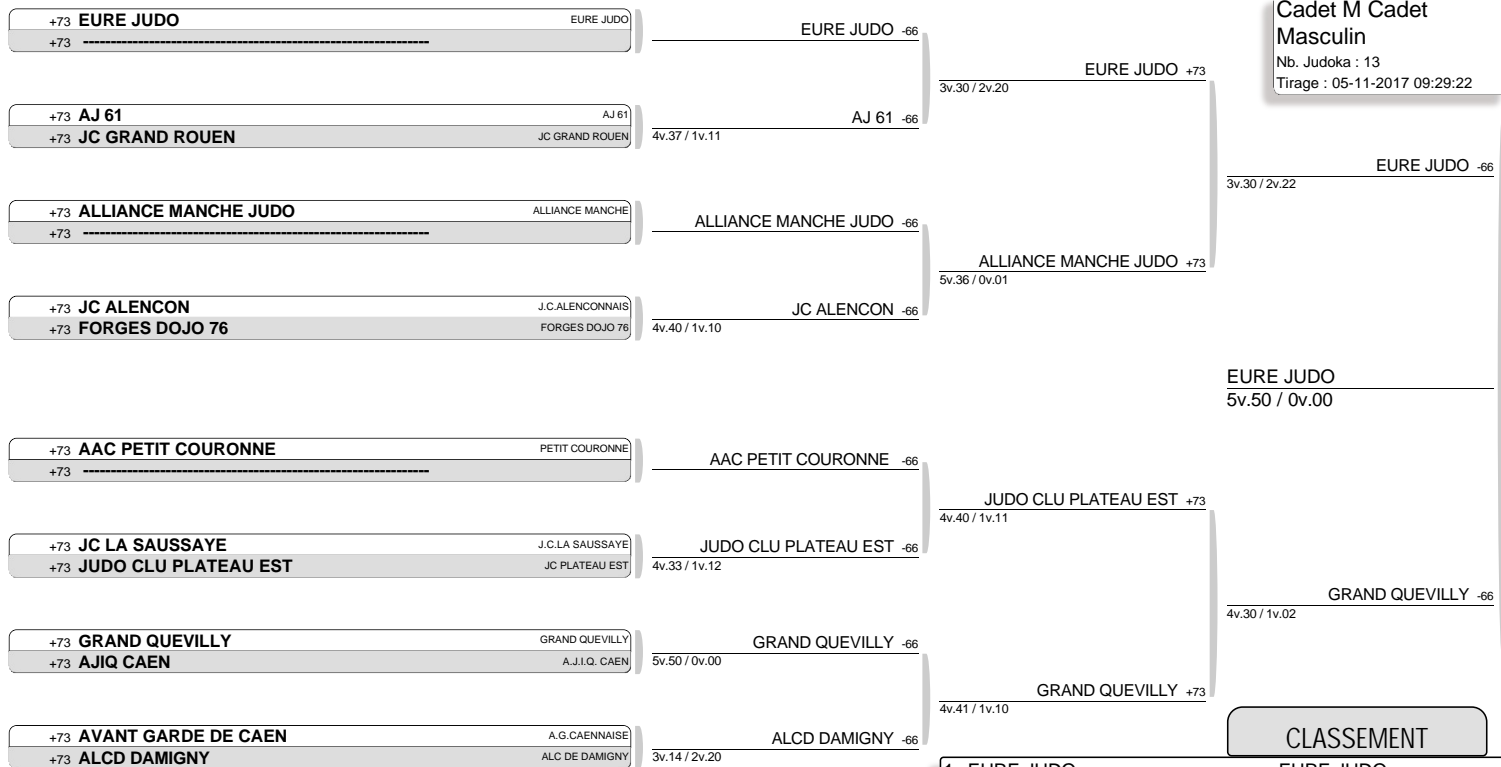 Cadet M Cadet
Masculin
Nb. Judoka : 13
Tirage : 05-11-2017 09:29:22
+73 EURE JUDO EURE JUDO
+73 ----------------------------------------------------------------
+73 AJ 61 AJ 61
+73 JC GRAND ROUEN JC GRAND ROUEN
+73 ALLIANCE MANCHE JUDO ALLIANCE MANCHE
+73 ----------------------------------------------------------------
+73 JC ALENCON J.C.ALENCONNAIS
+73 FORGES DOJO 76 FORGES DOJO 76
+73 AAC PETIT COURONNE PETIT COURONNE
+73 ----------------------------------------------------------------
+73 JC LA SAUSSAYE J.C.LA SAUSSAYE
+73 JUDO CLU PLATEAU EST JC PLATEAU EST
+73 GRAND QUEVILLY GRAND QUEVILLY
+73 AJIQ CAEN A.J.I.Q. CAEN
+73 AVANT GARDE DE CAEN A.G.CAENNAISE
+73 ALCD DAMIGNY ALC DE DAMIGNY
EURE JUDO -66
AJ 61 -66
4v.37 / 1v.11
ALLIANCE MANCHE JUDO -66
JC ALENCON -66
4v.40 / 1v.10
AAC PETIT COURONNE -66
JUDO CLU PLATEAU EST -66
4v.33 / 1v.12
GRAND QUEVILLY -66
5v.50 / 0v.00
ALCD DAMIGNY -66
3v.14 / 2v.20
EURE JUDO +73
3v.30 / 2v.20
ALLIANCE MANCHE JUDO +73
5v.36 / 0v.01
JUDO CLU PLATEAU EST +73
4v.40 / 1v.11
GRAND QUEVILLY +73
4v.41 / 1v.10
EURE JUDO -66
3v.30 / 2v.22
GRAND QUEVILLY -66
4v.30 / 1v.02
EURE JUDO
5v.50 / 0v.00
CLASSEMENT
1 EURE JUDO EURE JUDO